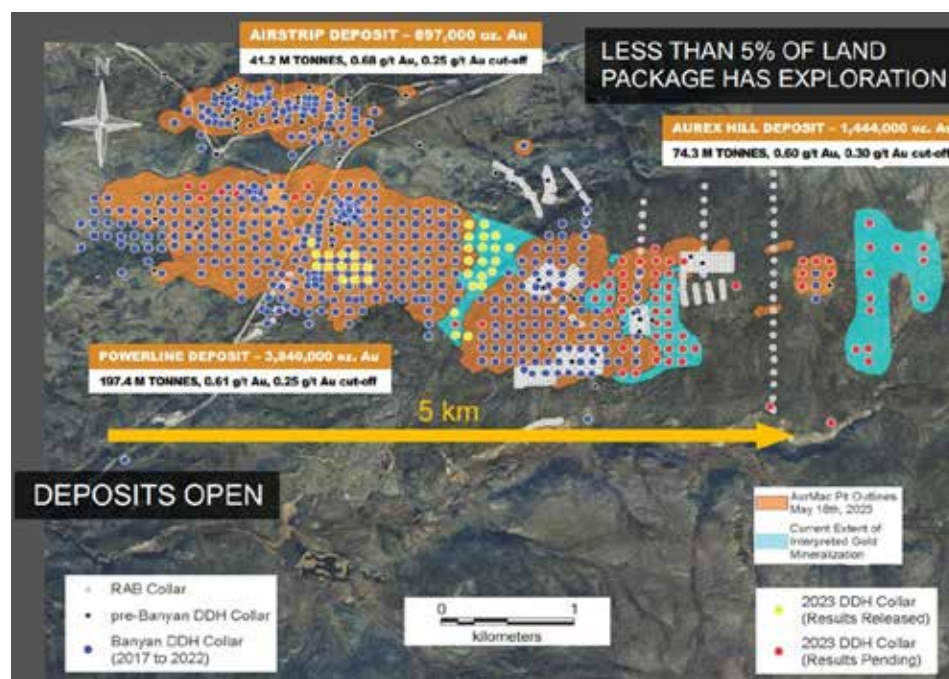 AIRSTRIP DEPOSIT – 897,000 oz. Au
41.2 M TONNES, 0.68 g/t Au, 0.25 g/t Au cut-off
LESS THAN 5% OF LAND
PACKAGE HAS EXPLORATION
N
AUREX HILL DEPOSIT – 1,444,000 oz. Au
74.3 M TONNES, 0.60 g/t Au, 0.30 g/t Au cut-off
POWERLINE DEPOSIT – 3,840,000 oz. Au
197.4 M TONNES, 0.61 g/t Au, 0.25 g/t Au cut-off
5 km
DEPOSITS OPEN
AurMac Pit Outlines
May 18th, 2023
Current Extent of
Interpreted Gold
Mineralization
RAB Collar
pre-Banyan DDH Collar
Banyan DDH Collar
(2017 to 2022)
0 1
kilometers
2023 DDH Collar
(Results Released)
2023 DDH Collar
(Results Pending)